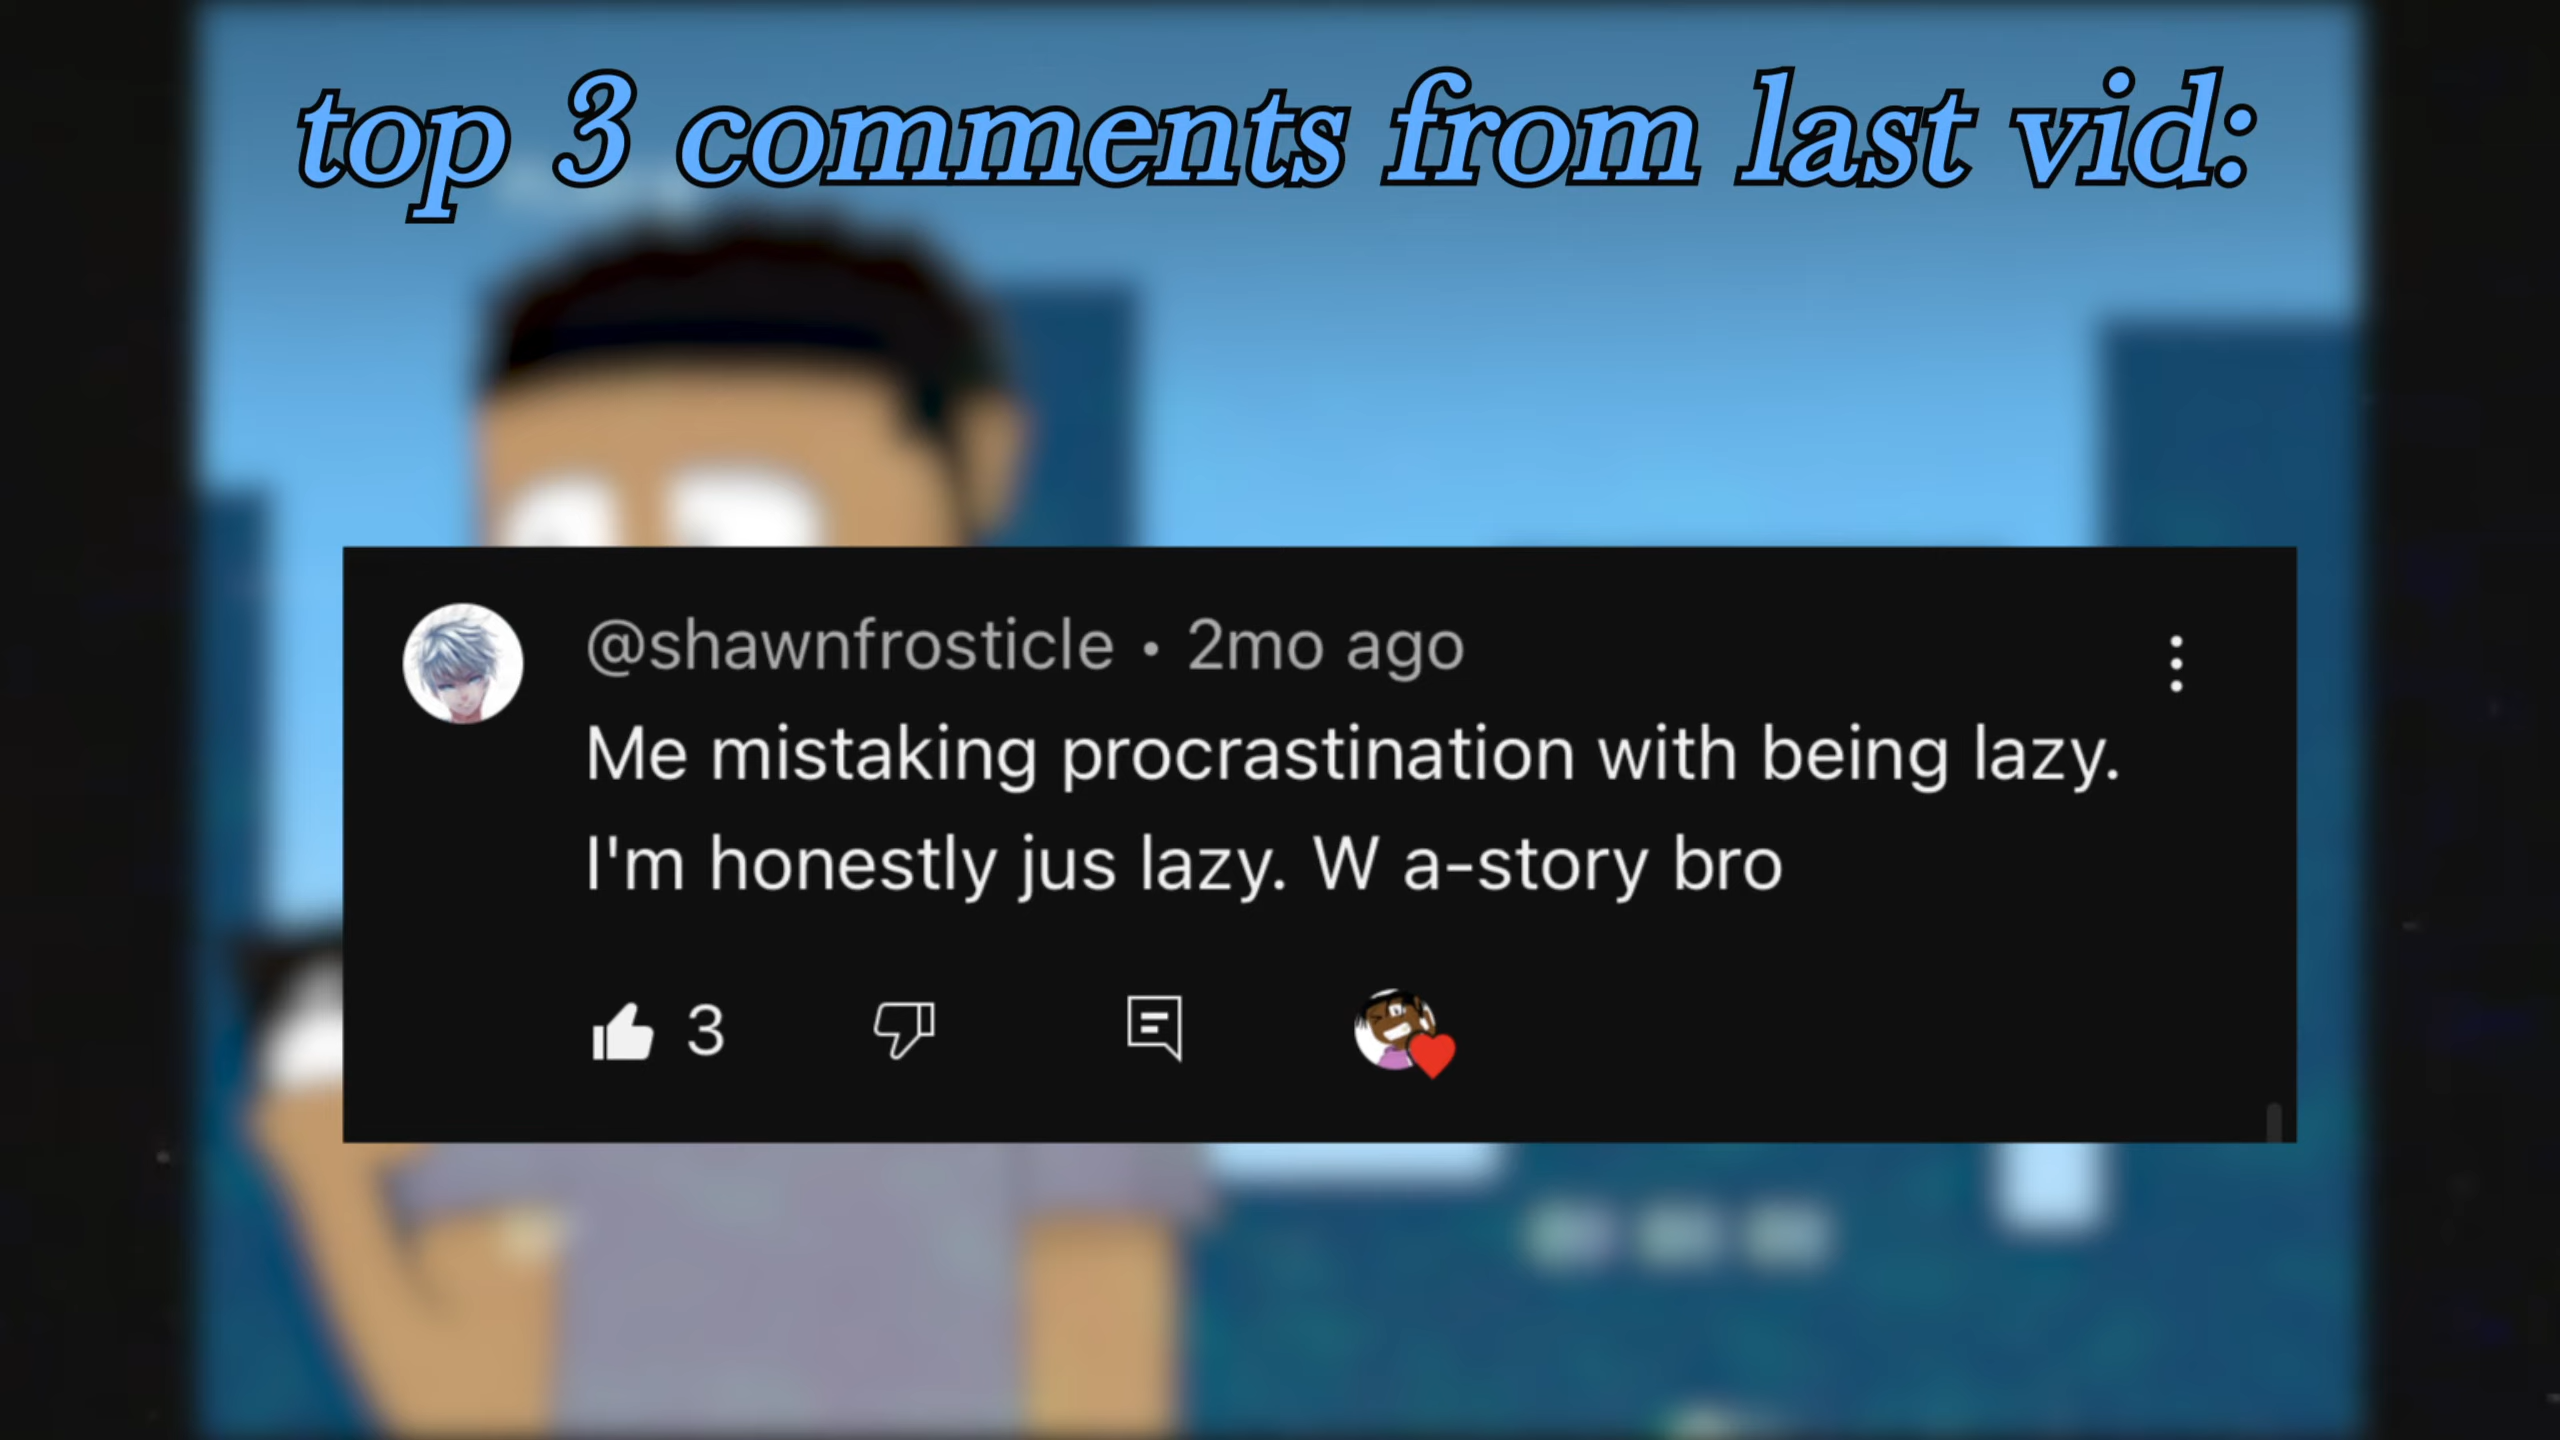 top 3 comments from last vid:
@shawnfrosticle • 2mo ago
Me mistaking procrastination with being lazy.
I'm honestly jus lazy. W a-story bro
3